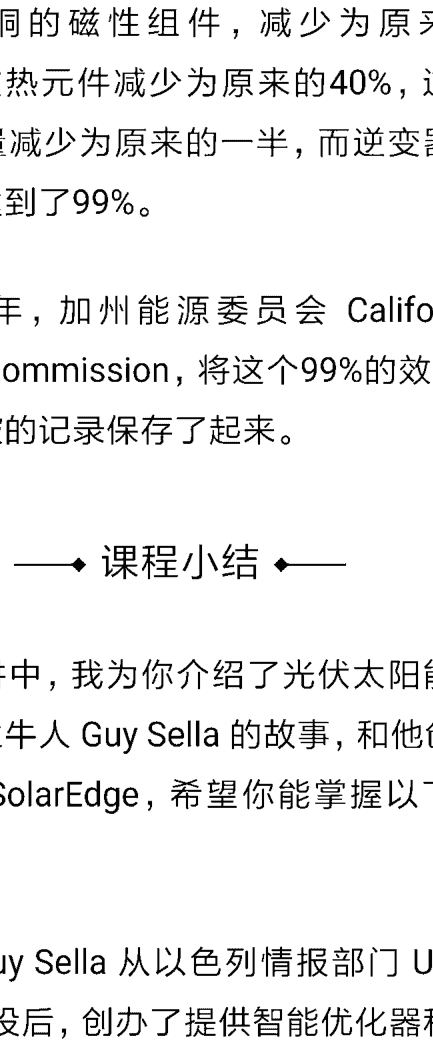 的磁性组件，减少为原来
热元件减少为原来的40%，
减少为原来的一半，而逆变
到了99%。
年，加州能源委员会 Califo
ommission，将这个99%的效
的记录保存了起来。
课程小结
中，我为你介绍了光伏太阳能
牛人 Guy Sella 的故事，和他
SolarEdge，希望你能掌握以下
uy Sella 从以色列情报部门 U
后，创办了提供智能优化器和